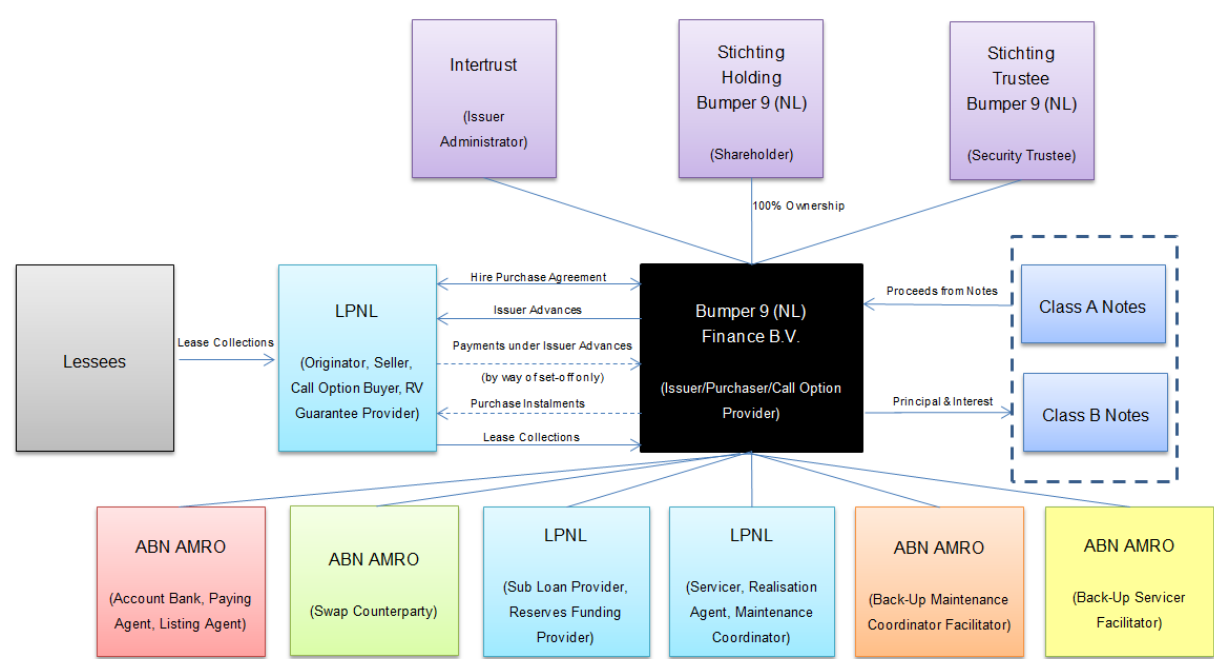 Intertrust
(Issuer
Administrator)
Stichting
Holding
Bumper 9 (NL)
(Shareholder)
Stichting
Trustee
Bumper 9 (NL)
(Security Trustee)
100% Ownership
Lessees
Lease Collections
LPNL
(Originator, Seller,
Call Option Buyer, RV
Guarantee Provider)
Hire Purchase Agreement
Issuer Advances
Payments under Issuer Advances
(by way of set-off only)
Purchase Instalments
Lease Collections
Bumper 9 (NL)
Finance B.V.
(Issuer/Purchaser/Call Option
Provider)
Proceeds from Notes
Principal & Interest
Class A Notes
Class B Notes
ABN AMRO
(Account Bank, Paying
Agent, Listing Agent)
ABN AMRO
(Swap Counterparty)
LPNL
(Sub Loan Provider,
Reserves Funding
Provider)
LPNL
(Servicer, Realisation
Agent, Maintenance
Coordinator)
ABN AMRO
(Back-Up Maintenance
Coordinator Facilitator)
ABN AMRO
(Back-Up Servicer
Facilitator)